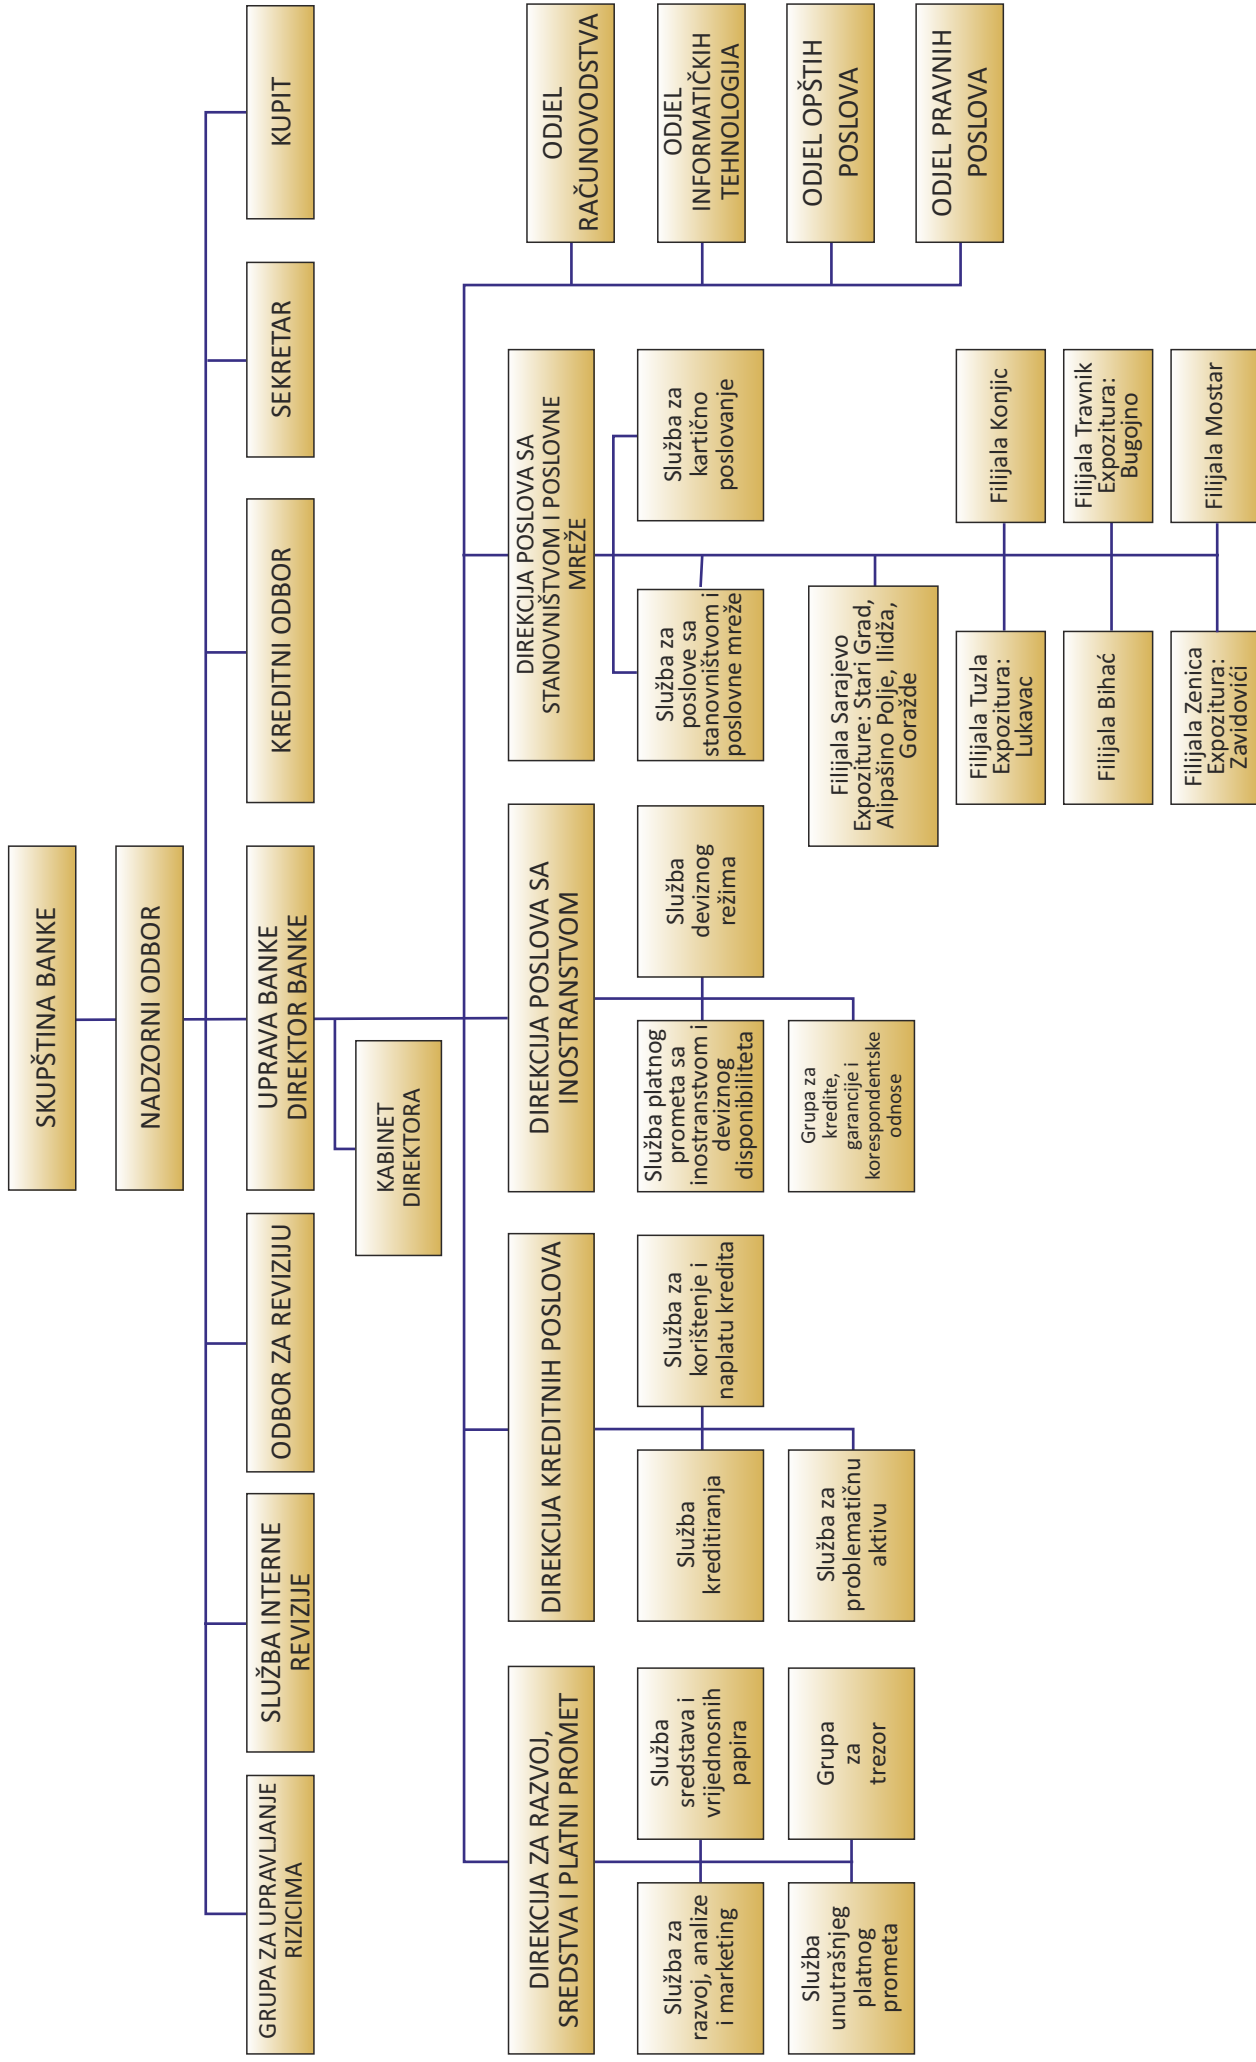 SKUPŠTINA BANKE
NADZORNI ODBOR
GRUPA ZA UPRAVLJANJE
RIZICIMA
SLUŽBA INTERNE
REVIZIJE
ODBOR ZA REVIZIJU
UPRAVA BANKE
DIREKTOR BANKE
KREDITNI ODBOR
SEKRETAR
KUPIT
KABINET
DIREKTORA
DIREKCIJA ZA RAZVOJ,
SREDSTVA I PLATNI PROMET
DIREKCIJA KREDITNIH POSLOVA
DIREKCIJA POSLOVA SA
INOSTRANSTVOM
DIREKCIJA POSLOVA SA
STANOVNIŠTVOM I POSLOVNE
MREŽE
ODJEL
RAČUNOVODSTVA
ODJEL
INFORMATIČKIH
TEHNOLOGIJA
ODJEL OPŠTIH
POSLOVA
ODJEL PRAVNIH
POSLOVA
Služba za
razvoj, analize
i marketing
Služba
sredstava i
vrijednosnih
papira
Služba
unutrašnjeg
platnog
prometa
Grupa
za
trezor
Služba
kreditiranja
Služba za
korištenje i
naplatu kredita
Služba za
problematičnu
aktivu
Služba platnog
prometa sa
inostranstvom i
deviznog
disponibiliteta
Služba
deviznog
režima
Grupa za
kredite,
garancije i
korespondentske
odnose
Služba za
poslove sa
stanovništvom i
poslovne mreže
Služba za
kartično
poslovanje
Filijala Sarajevo
Expoziture: Stari Grad,
Alipašino Polje, Ilidža,
Goražde
Filijala Tuzla
Expozitura:
Lukavac
Filijala Konjic
Filijala Bihać
Filijala Travnik
Expozitura:
Bugojno
Filijala Zenica
Expozitura:
Zavidovići
Filijala Mostar